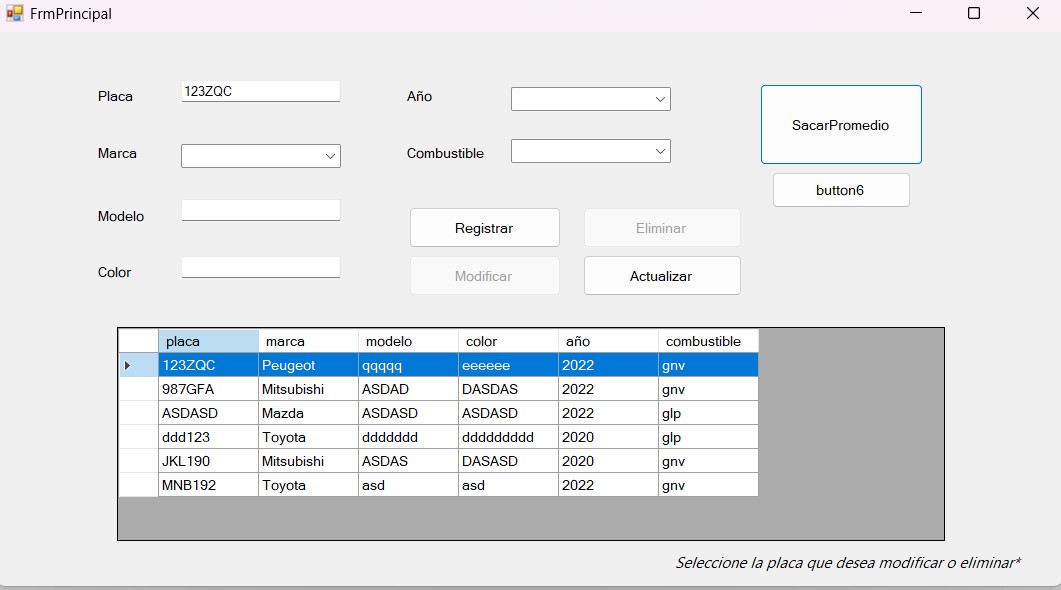 FrmPrincipal
Placa 123ZQC Año SacarPromedio
Marca Combustible
button6
Modelo Registrar Eliminar
Color Modificar Actualizar
placa marca modelo color año combustible
123ZQC Peugeot qqqqq eeeeee 2022 gnv
987GFA Mitsubishi ASDAD DASDAS 2022 gnv
ASDASD Mazda ASDASD ASDASD 2022 glp
ddd123 Toyota ddddddd ddddddddd 2020 glp
JKL190 Mitsubishi ASDAS DASASD 2020 gnv
MNB192 Toyota asd asd 2022 gnv
Seleccione la placa que desea modificar o eliminar*